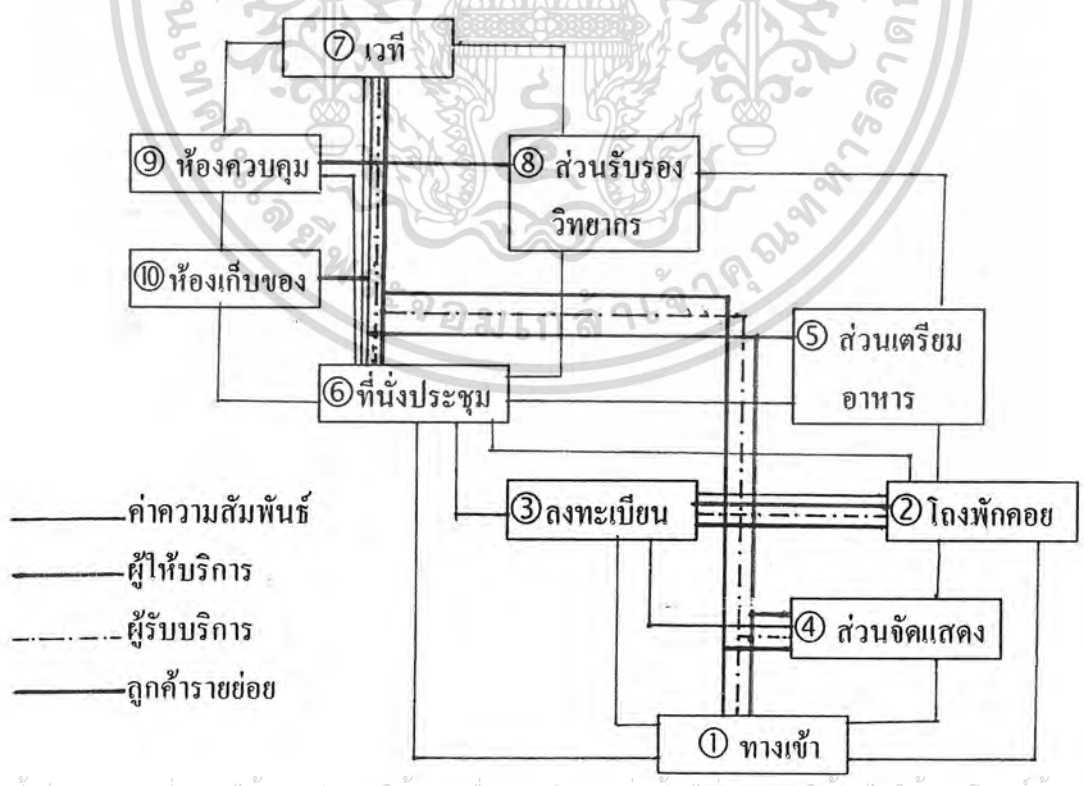 ⑦ เวที
⑨ ห้องควบคุม
⑧ ส่วนรับรอง
วิทยากร
⑩ ห้องเก็บของ
⑤ ส่วนเตรียม
อาหาร
⑥ ที่นั่งประชุม
③ ลงทะเบียน
② โถงพักคอย
④ ส่วนจัดแสดง
① ทางเข้า
ค่าความสัมพันธ์
ผู้ให้บริการ
ผู้รับบริการ
ลูกค้ารายย่อย